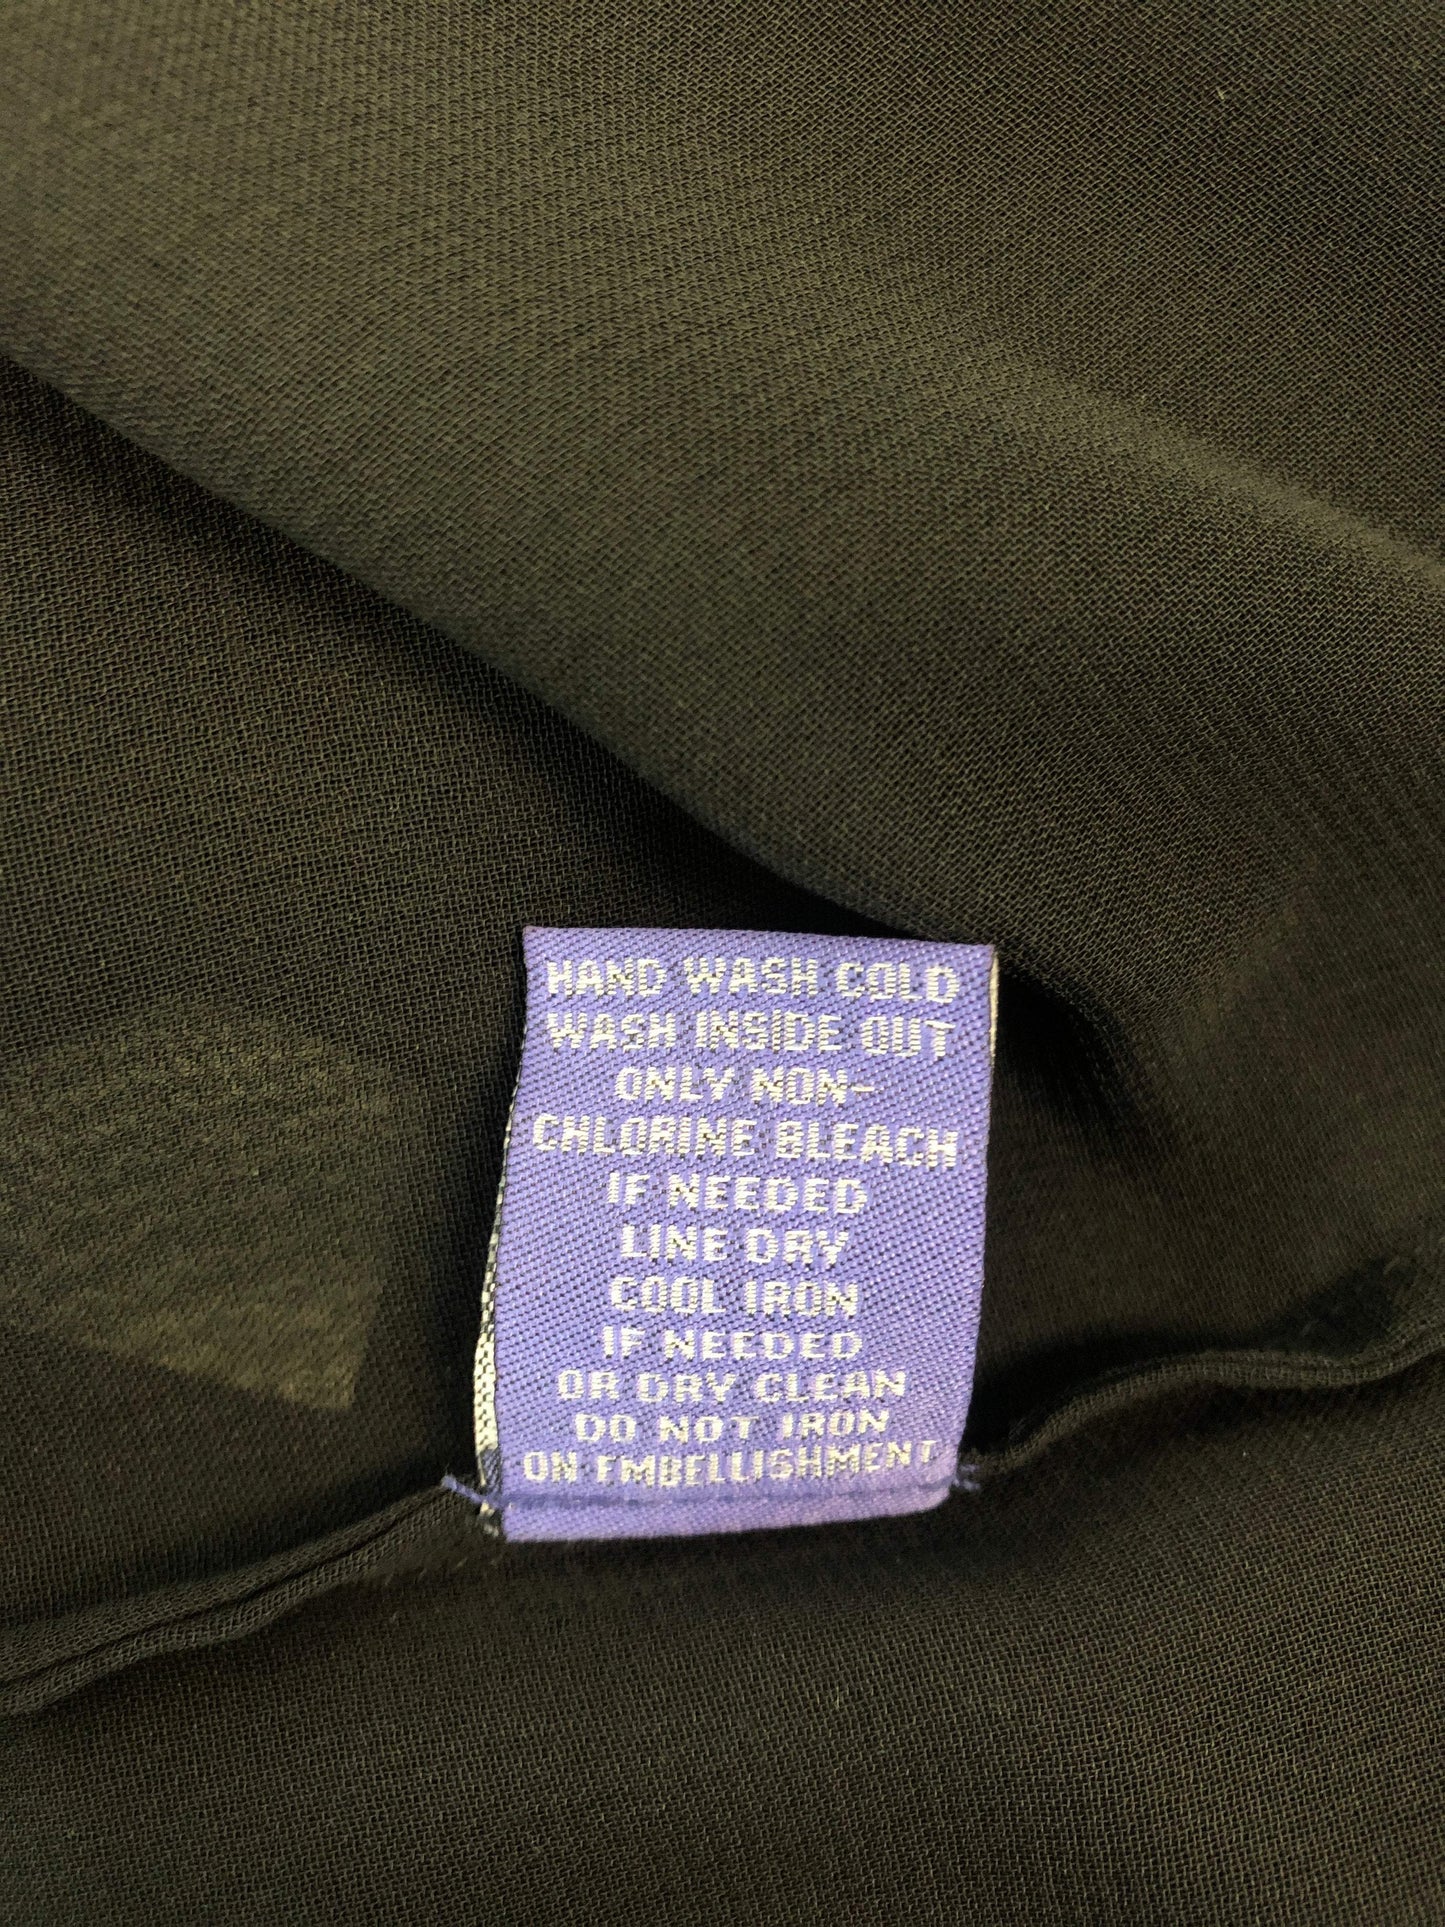 HAND WASH COLD
WASH INSIDE OUT
ONLY NON-
CHLORINE BLEACH
IF NEEDED
LINE DRY
COOL IRON
IF NEEDED
OR DRY CLEAN
DO NOT IRON
ON EMBELLISHMENT